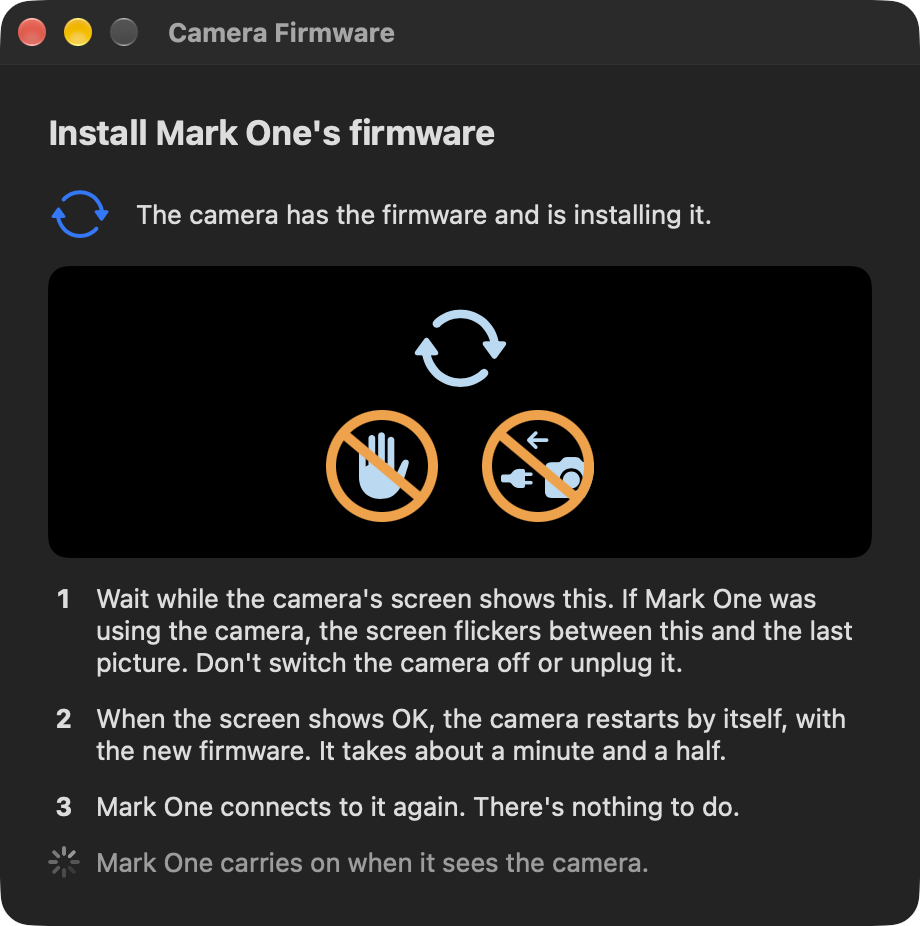 Camera Firmware
Install Mark One's firmware
The camera has the firmware and is installing it.
1 Wait while the camera's screen shows this. If Mark One was
using the camera, the screen flickers between this and the last
picture. Don't switch the camera off or unplug it.
2 When the screen shows OK, the camera restarts by itself, with
the new firmware. It takes about a minute and a half.
3 Mark One connects to it again. There's nothing to do.
Mark One carries on when it sees the camera.